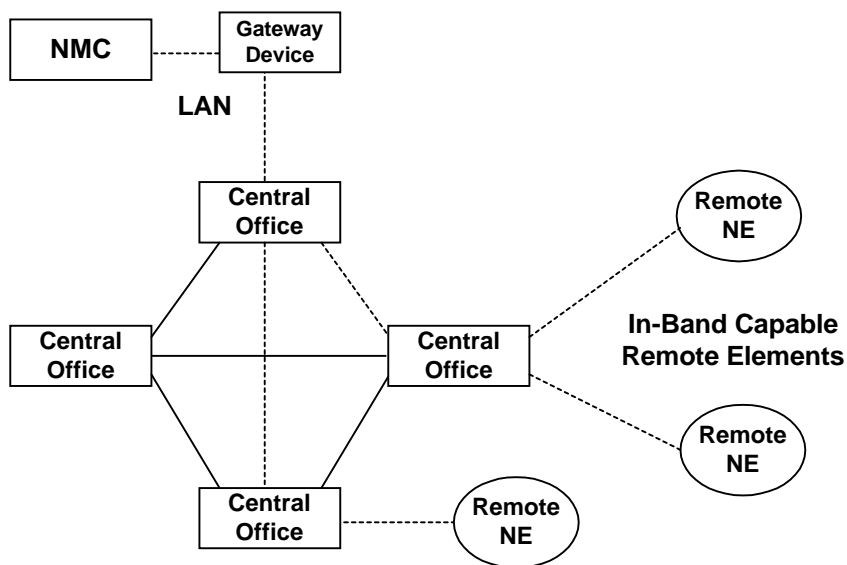 NMC
Gateway
Device
LAN
Central
Office
Remote
NE
Central
Office
Central
Office
In-Band Capable
Remote Elements
Remote
NE
Central
Office
Remote
NE